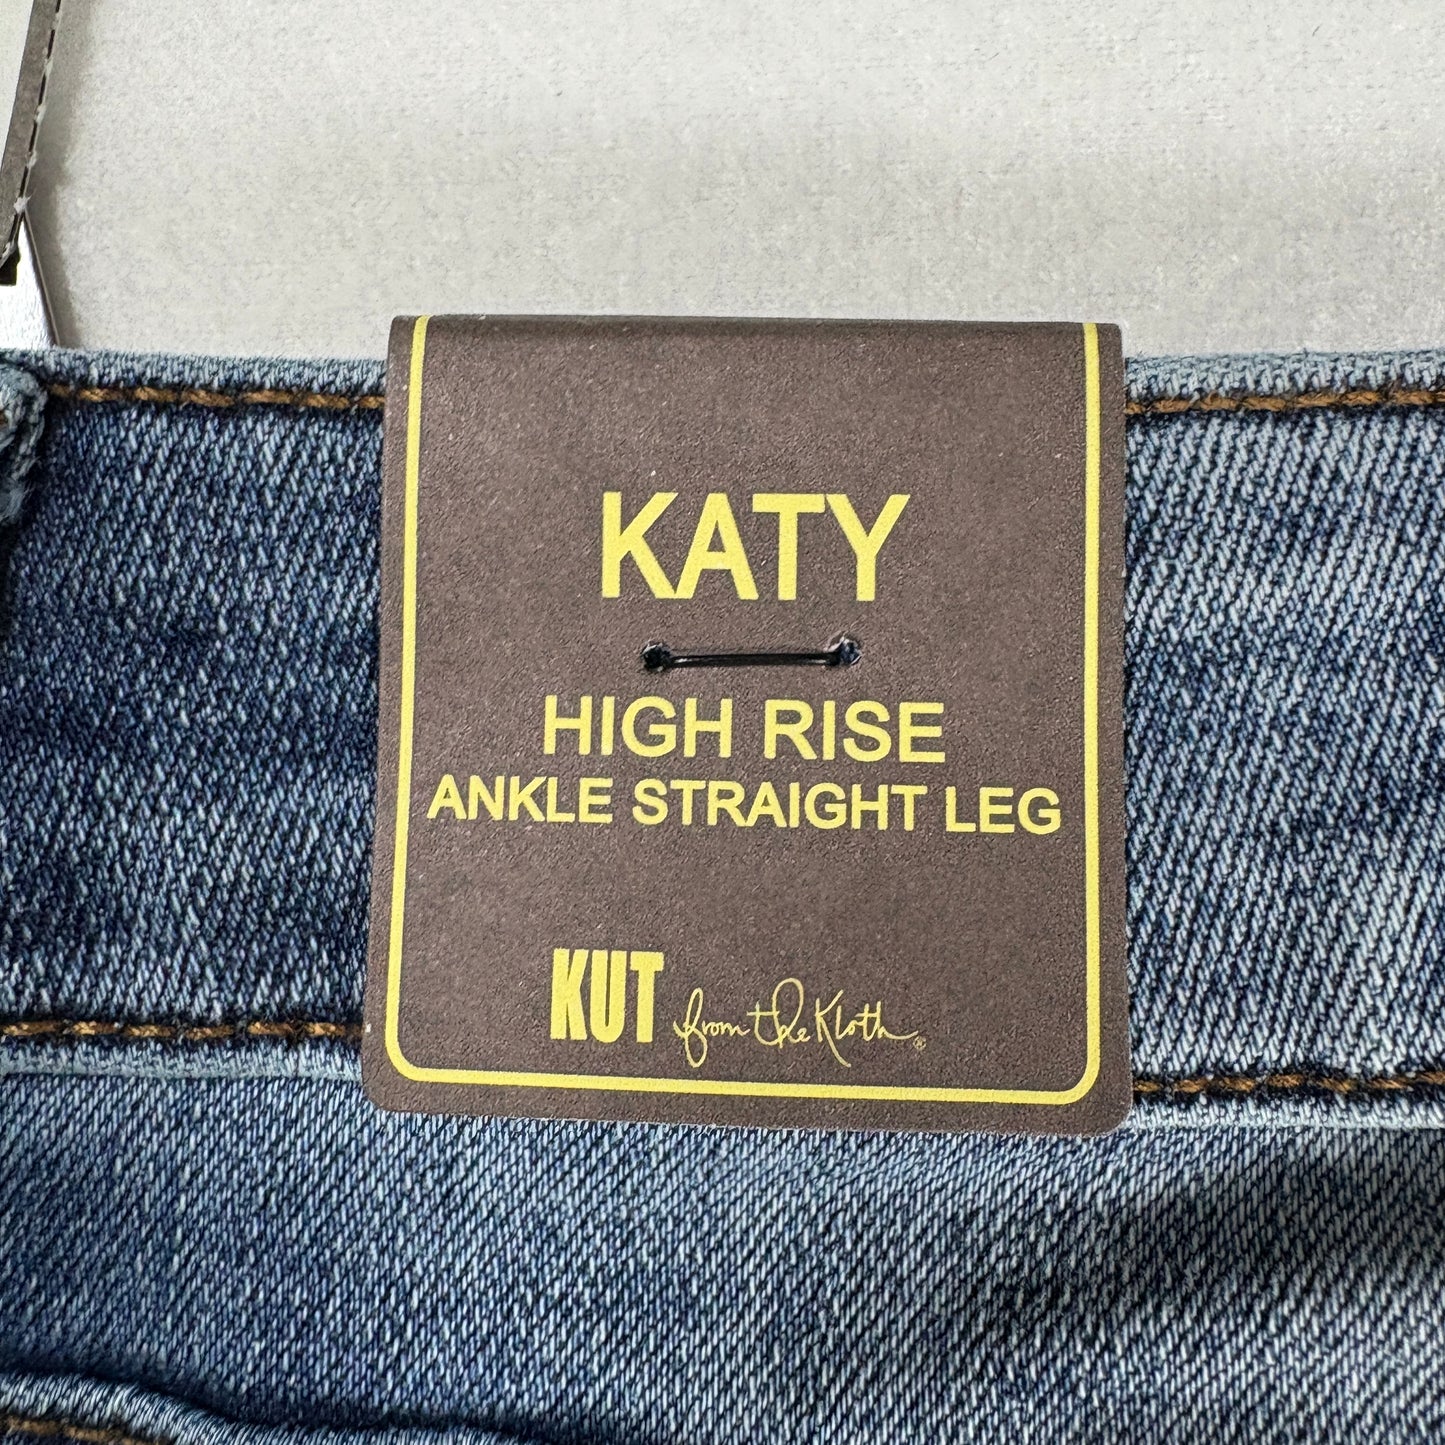 KATY
HIGH RISE
ANKLE STRAIGHT LEG
KUT from the Kloth®